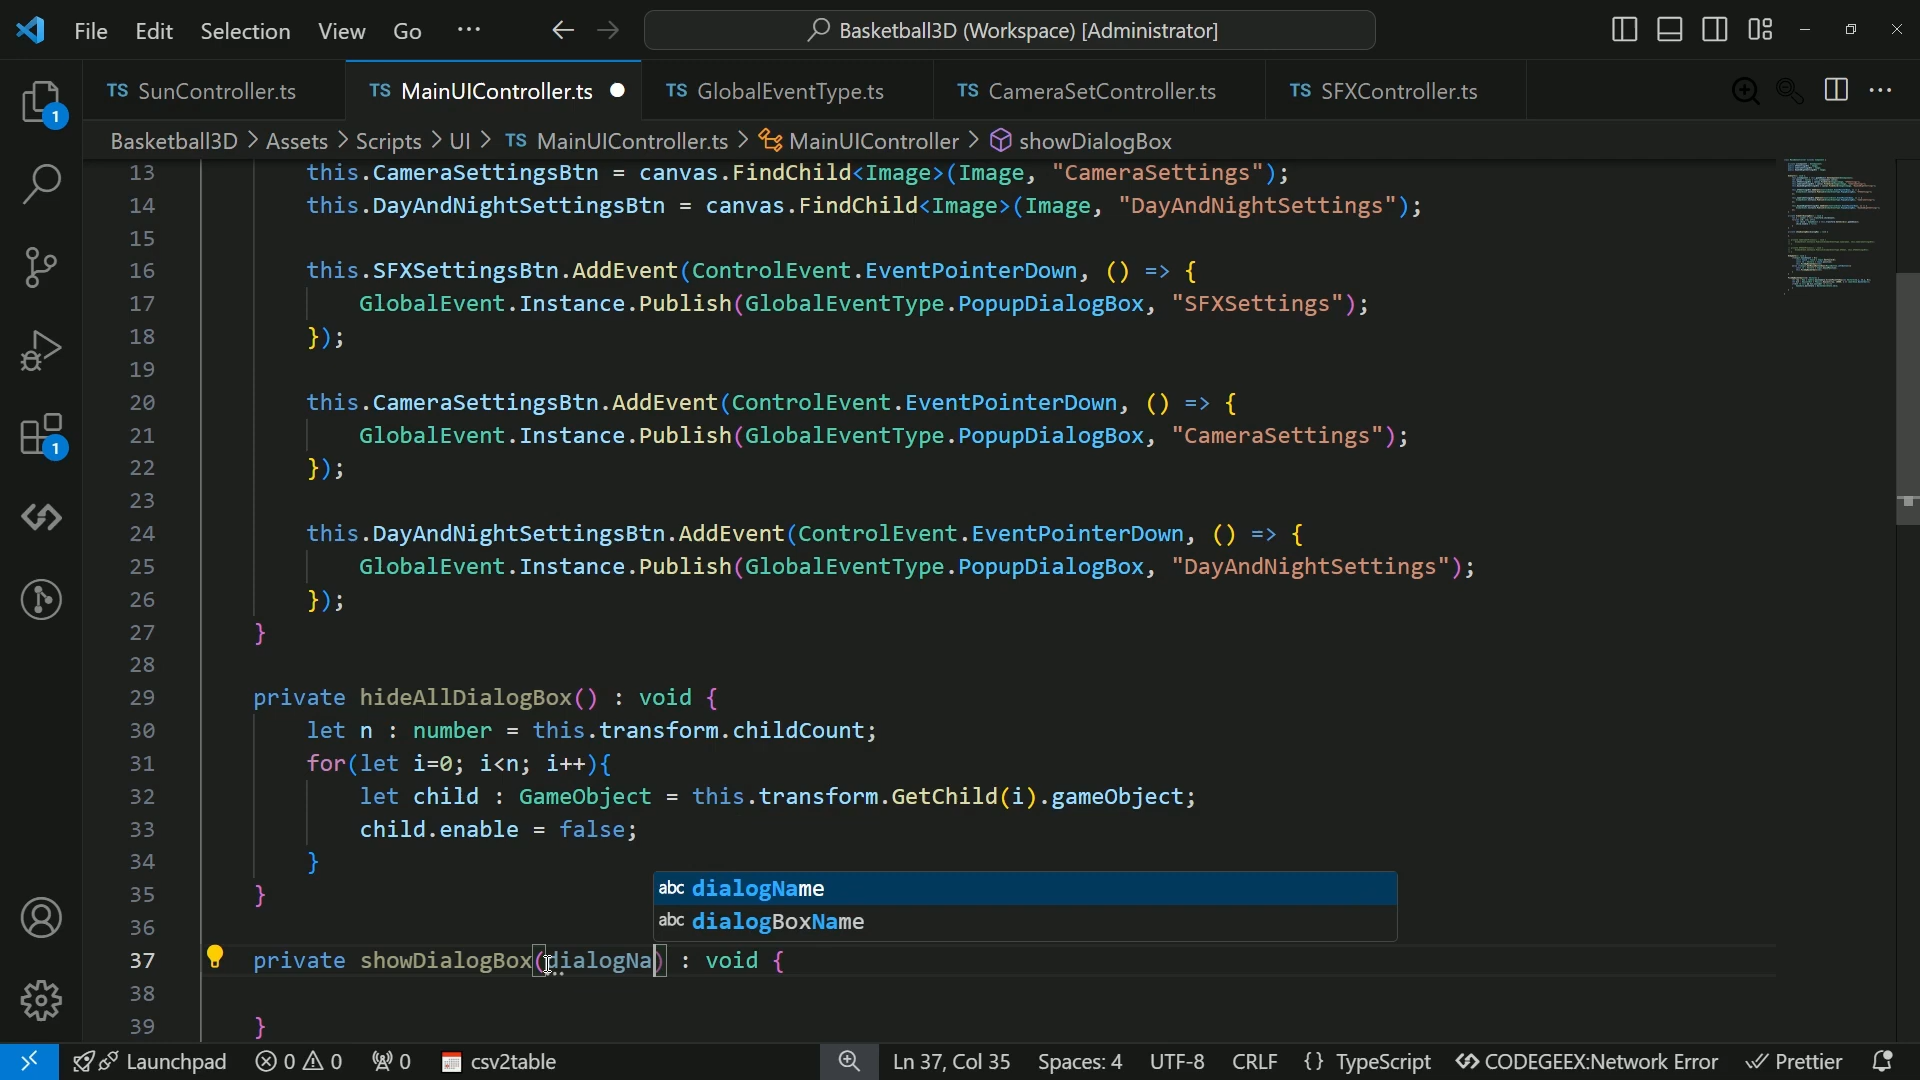 File Edit Selection View Go ··· Basketball3D (Workspace) [Administrator]
TS SunController.ts TS MainUIController.ts TS GlobalEventType.ts TS CameraSetController.ts TS SFXController.ts
Basketball3D > Assets > Scripts > UI > TS MainUIController.ts > MainUIController > showDialogBox
13 this.CameraSettingsBtn = canvas.FindChild<Image>(Image, "CameraSettings");
14 this.DayAndNightSettingsBtn = canvas.FindChild<Image>(Image, "DayAndNightSettings");
15
16 this.SFXSettingsBtn.AddEvent(ControlEvent.EventPointerDown, () => {
17 GlobalEvent.Instance.Publish(GlobalEventType.PopupDialogBox, "SFXSettings");
18 });
19
20 this.CameraSettingsBtn.AddEvent(ControlEvent.EventPointerDown, () => {
21 GlobalEvent.Instance.Publish(GlobalEventType.PopupDialogBox, "CameraSettings");
22 });
23
24 this.DayAndNightSettingsBtn.AddEvent(ControlEvent.EventPointerDown, () => {
25 GlobalEvent.Instance.Publish(GlobalEventType.PopupDialogBox, "DayAndNightSettings");
26 });
27 }
28
29 private hideAllDialogBox() : void {
30 let n : number = this.transform.childCount;
31 for(let i=0; i<n; i++){
32 let child : GameObject = this.transform.GetChild(i).gameObject;
33 child.enable = false;
34 }
35 }
abc dialogName
abc dialogBoxName
36
37 private showDialogBox(dialogNa) : void {
38
39 }
1
1
Launchpad 0 0 0 csv2table Ln 37, Col 35 Spaces: 4 UTF-8 CRLF {} TypeScript CODEGEEX:Network Error Prettier